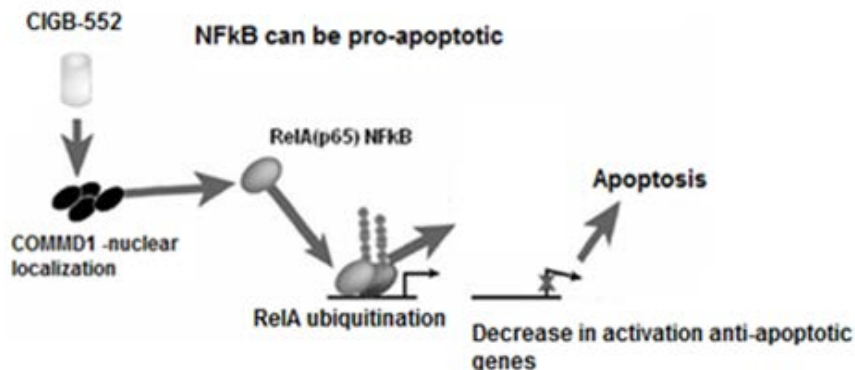 CIGB-552
NFkB can be pro-apoptotic
RelA(p65) NFkB
Apoptosis
COMMD1 -nuclear
localization
RelA ubiquitination
Decrease in activation anti-apoptotic
genes